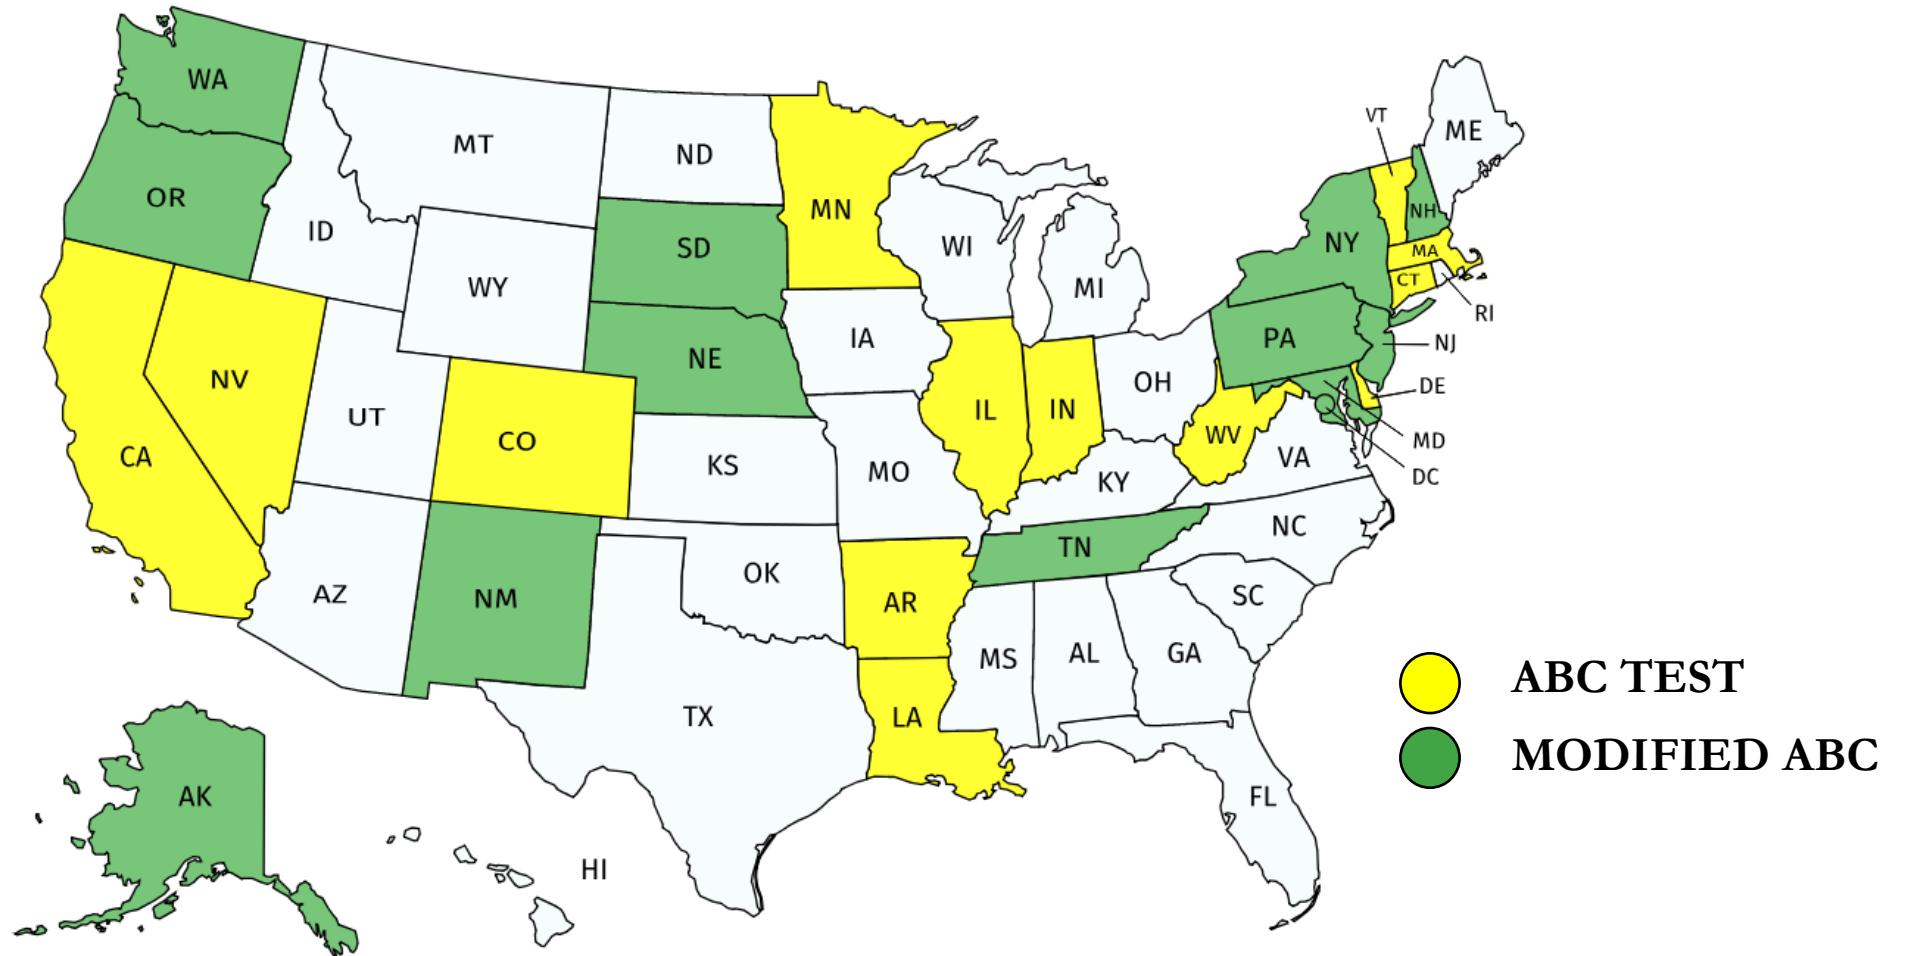 WA
MT
ND
VT
ME
OR
ID
SD
MN
WI
NH
NY
MA
CT
WY
MI
RI
NV
UT
CO
NE
IA
IL
IN
OH
PA
NJ
DE
CA
KS
MO
KY
WV
VA
MD
DC
AZ
NM
OK
AR
TN
NC
SC
TX
LA
MS
AL
GA
AK
HI
FL
ABC TEST
MODIFIED ABC